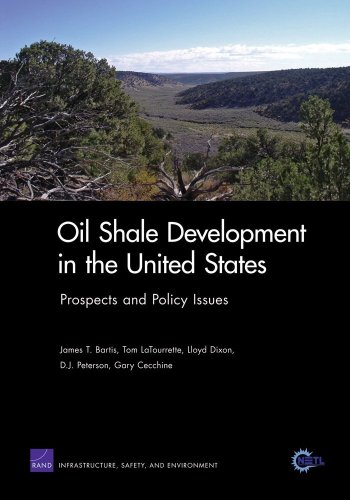 Oil Shale Development
in the United States
Prospects and Policy Issues
James T. Bartis, Tom LaTourrette, Lloyd Dixon,
D.J. Peterson, Gary Cecchine
RAND
INFRASTRUCTURE, SAFETY, AND ENVIRONMENT
NETL